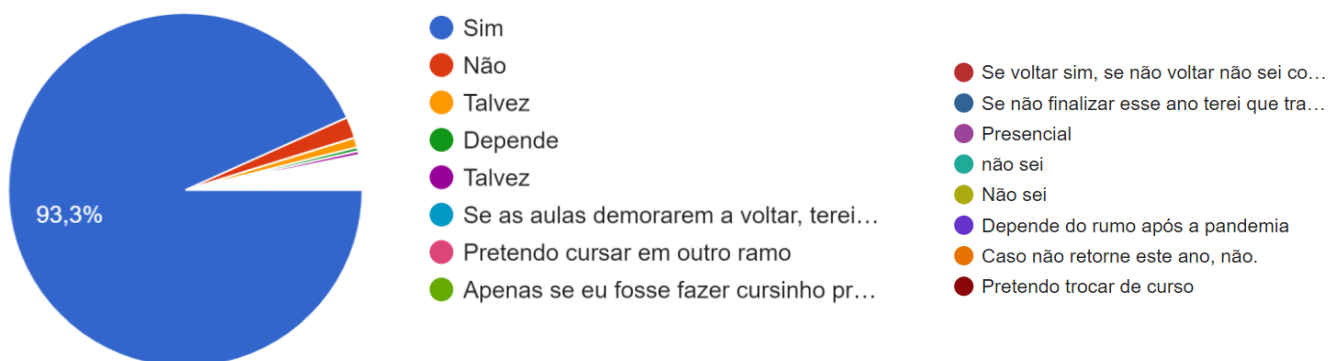 93,3%
Sim
Não
Talvez
Depende
Talvez
Se as aulas demorarem a voltar, terei…
Pretendo cursar em outro ramo
Apenas se eu fosse fazer cursinho pr…
Se voltar sim, se não voltar não sei co…
Se não finalizar esse ano terei que tra…
Presencial
não sei
Não sei
Depende do rumo após a pandemia
Caso não retorne este ano, não.
Pretendo trocar de curso